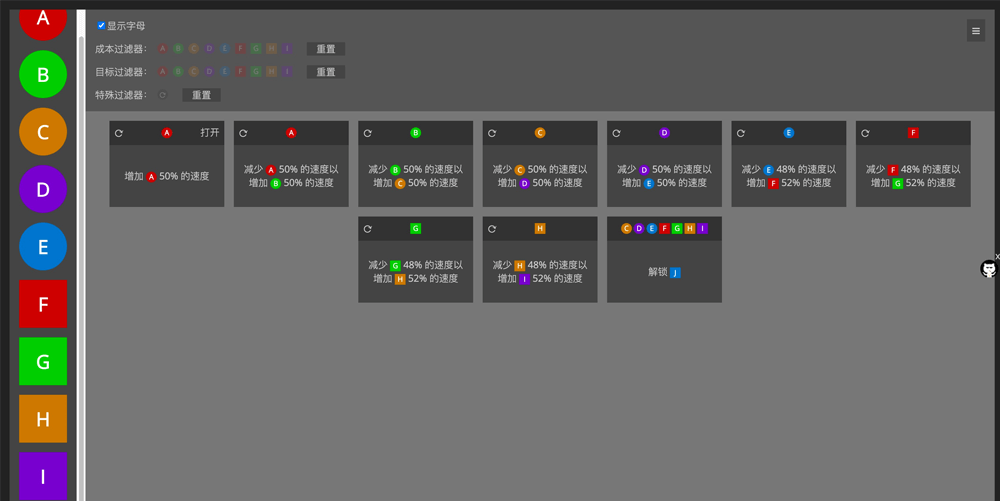 A
B
C
D
E
F
G
H
I
显示字母
成本过滤器: A B C D E F G H I 重置
目标过滤器: A B C D E F G H I 重置
特殊过滤器: 重置
A 打开
增加 A 50% 的速度
A
减少 A 50% 的速度以
增加 B 50% 的速度
B
减少 B 50% 的速度以
增加 C 50% 的速度
C
减少 C 50% 的速度以
增加 D 50% 的速度
D
减少 D 50% 的速度以
增加 E 50% 的速度
E
减少 E 48% 的速度以
增加 F 52% 的速度
F
减少 F 48% 的速度以
增加 G 52% 的速度
G
减少 G 48% 的速度以
增加 H 52% 的速度
H
减少 H 48% 的速度以
增加 I 52% 的速度
C D E F G H I
解锁 J
x